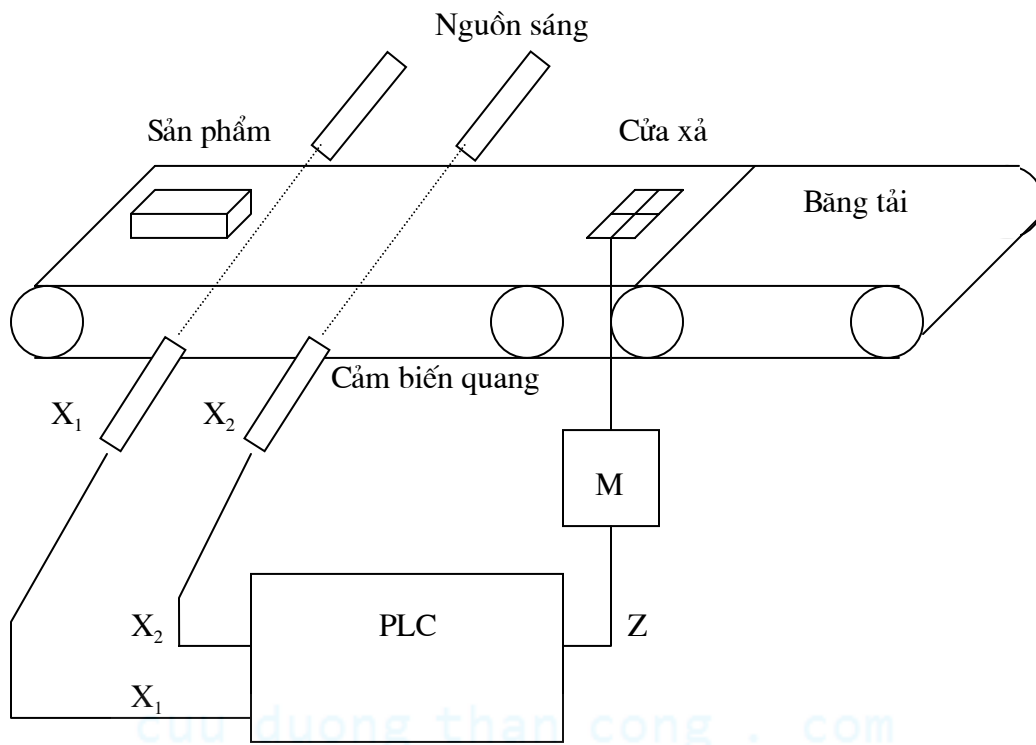 Nguồn sáng
Sản phẩm
Cửa xả
Băng tải
Cảm biến quang
X₁
X₂
M
X₂
PLC
Z
X₁
cuu duong than cong . com